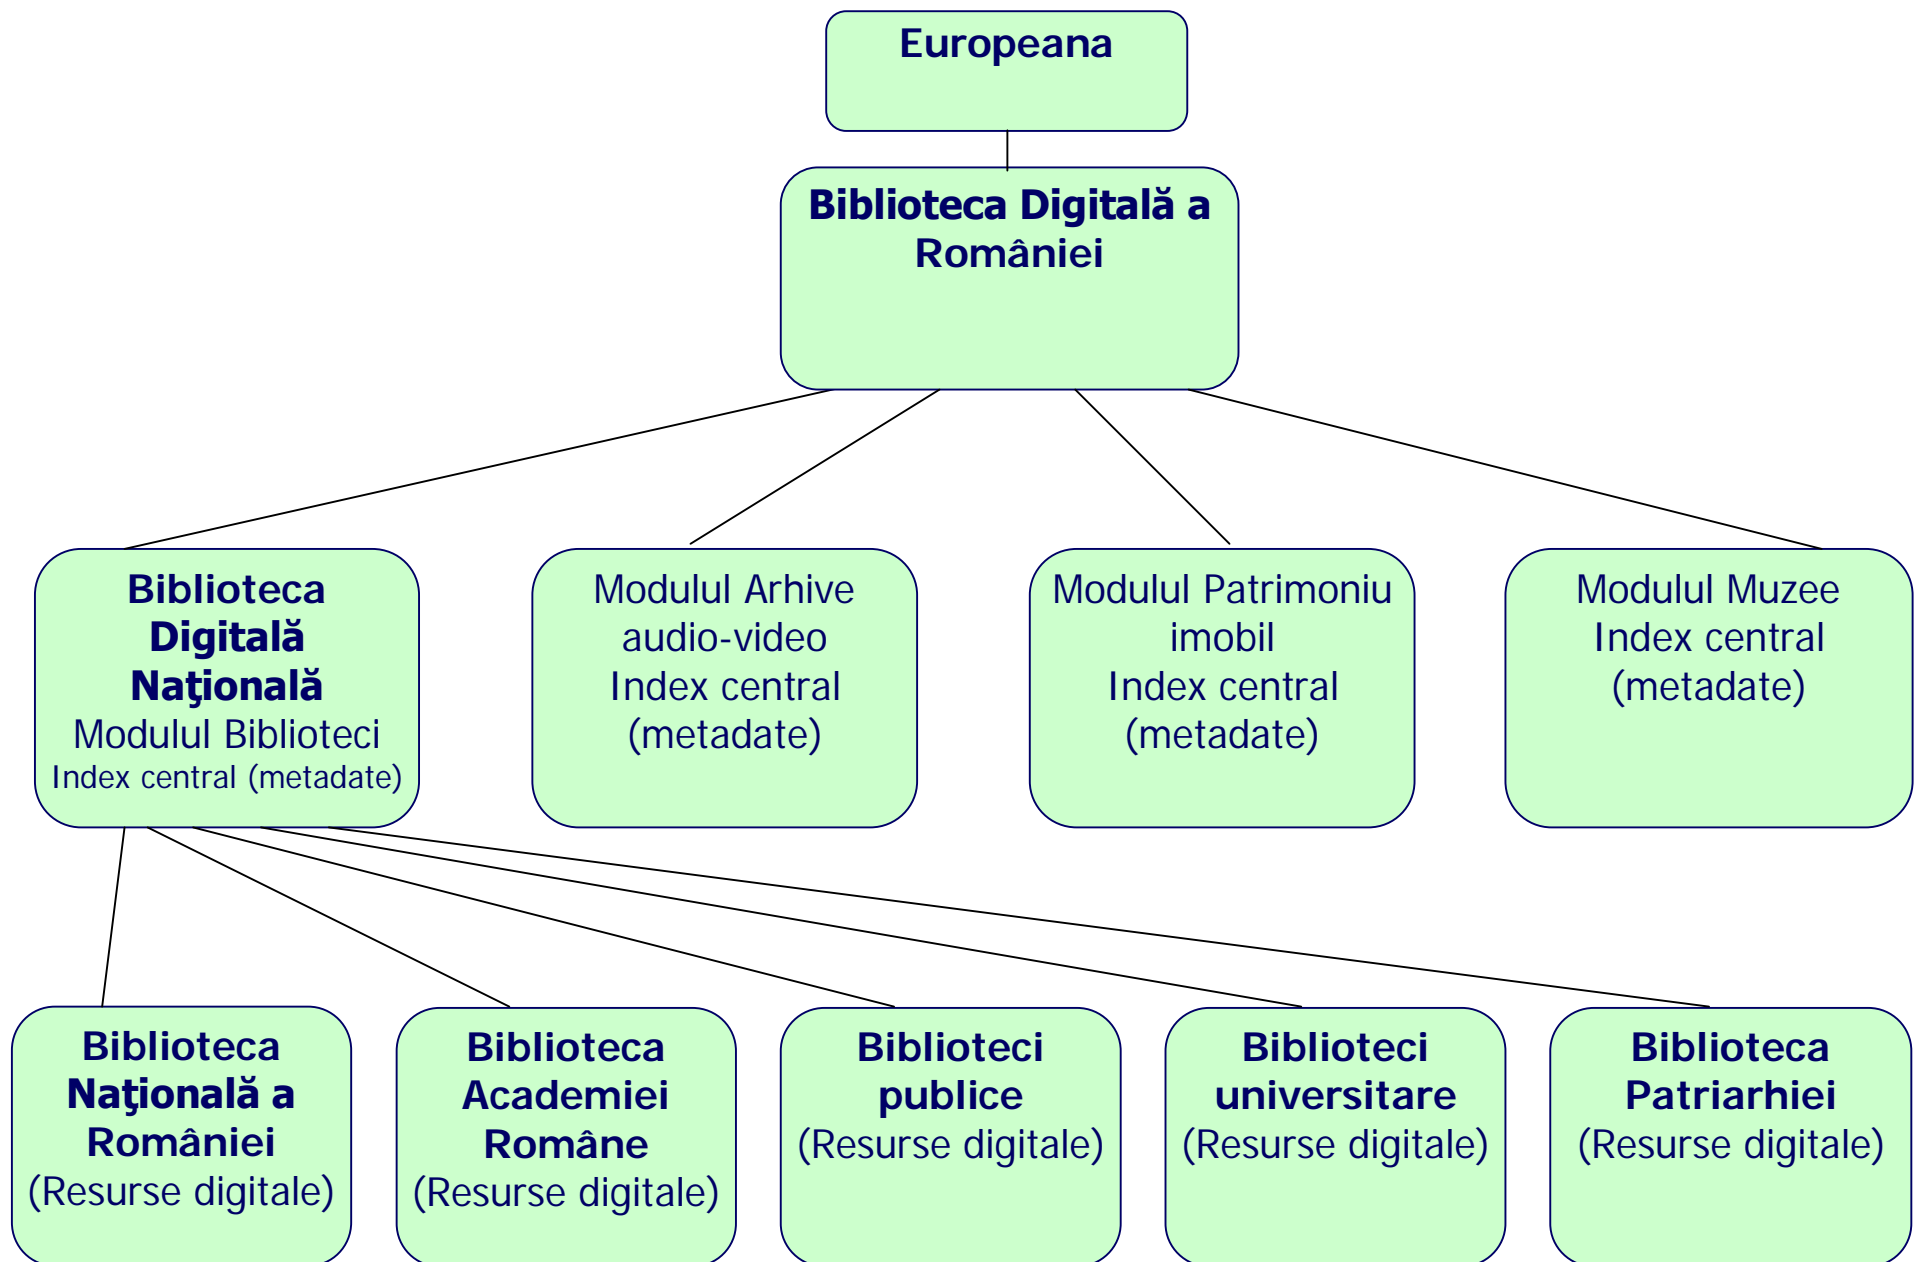 Europeana
Biblioteca Digitală a
României
Biblioteca
Digitală
Naţională
Modulul Biblioteci
Index central (metadate)
Modulul Arhive
audio-video
Index central
(metadate)
Modulul Patrimoniu
imobil
Index central
(metadate)
Modulul Muzee
Index central
(metadate)
Biblioteca
Naţională a
României
(Resurse digitale)
Biblioteca
Academiei
Române
(Resurse digitale)
Biblioteci
publice
(Resurse digitale)
Biblioteci
universitare
(Resurse digitale)
Biblioteca
Patriarhiei
(Resurse digitale)